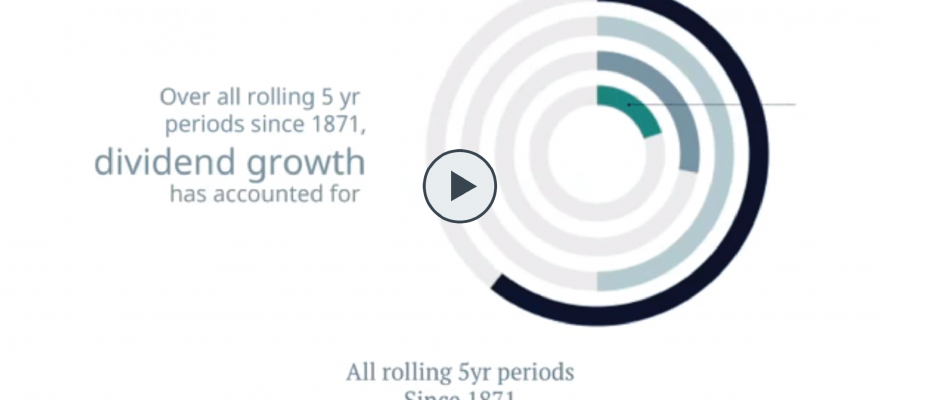 Over all rolling 5 yr
periods since 1871,
dividend growth
has accounted for
All rolling 5yr periods
Since 1871